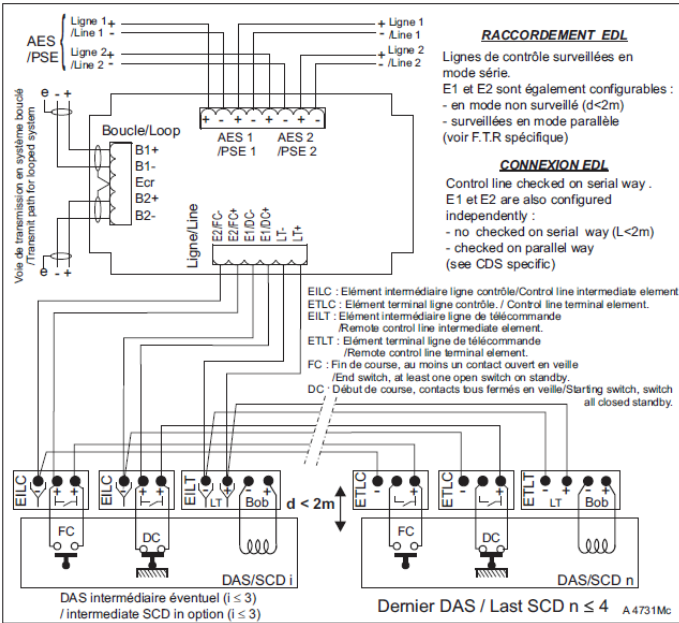 AES
/PSE
Ligne 1 +
/Line 1 -
Ligne 2 +
/Line 2 -
+ Ligne 1
- /Line 1
+ Ligne 2
- /Line 2
RACCORDEMENT EDL
Lignes de contrôle surveillées en
mode série.
E1 et E2 sont également configurables :
- en mode non surveillé (d<2m)
- surveillées en mode parallèle
(voir F.T.R spécifique)
CONNEXION EDL
Control line checked on serial way .
E1 et E2 are also configured
independently :
- no checked on serial way (L<2m)
- checked on parallel way
(see CDS specific)
Voie de transmission en système bouclé
/Transmit path for looped system
e - +
e - +
Boucle/Loop
B1+
B1-
Ecr
B2+
B2-
+ - + - + - + -
AES 1 AES 2
/PSE 1 /PSE 2
Ligne/Line
E2/FC-
E2/FC+
E1/DC-
E1/DC+
LT-
LT+
EILC : Elément intermédiaire ligne contrôle/Control line intermediate element
ETLC : Elément terminal ligne contrôle. / Control line terminal element.
EILT : Elément intermédiaire ligne de télécommande
/Remote control line intermediate element.
ETLT : Elément terminal ligne de télécommande
/Remote control line terminal element.
FC : Fin de course, au moins un contact ouvert en veille
/End switch, at least one open switch on standby.
DC : Début de course, contacts tous fermés en veille/Starting switch, switch
all closed standby.
EILC
- + +
FC
EILC
- + +
DC
EILT
- + - +
LT Bob
d < 2m
ETLC
- +
FC
ETLC
- +
DC
ETLT
- + - +
LT Bob
DAS/SCD i
DAS/SCD n
DAS intermédiaire éventuel (i ≤ 3)
/ intermediate SCD in option (i ≤ 3)
Dernier DAS / Last SCD n ≤ 4
A 4731Mc